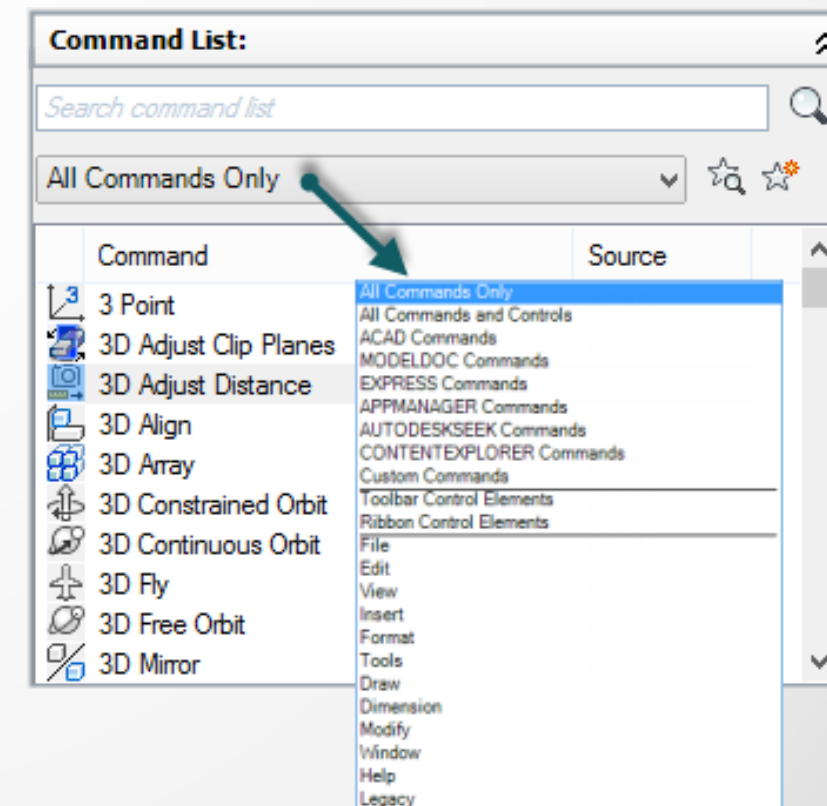 Command List:
Search command list
All Commands Only
Command Source
3 Point
3D Adjust Clip Planes
3D Adjust Distance
3D Align
3D Array
3D Constrained Orbit
3D Continuous Orbit
3D Fly
3D Free Orbit
3D Mirror
All Commands Only
All Commands and Controls
ACAD Commands
MODELDOC Commands
EXPRESS Commands
APPMANAGER Commands
AUTODESKSEEK Commands
CONTENTEXPLORER Commands
Custom Commands
Toolbar Control Elements
Ribbon Control Elements
File
Edit
View
Insert
Format
Tools
Draw
Dimension
Modify
Window
Help
Legacy